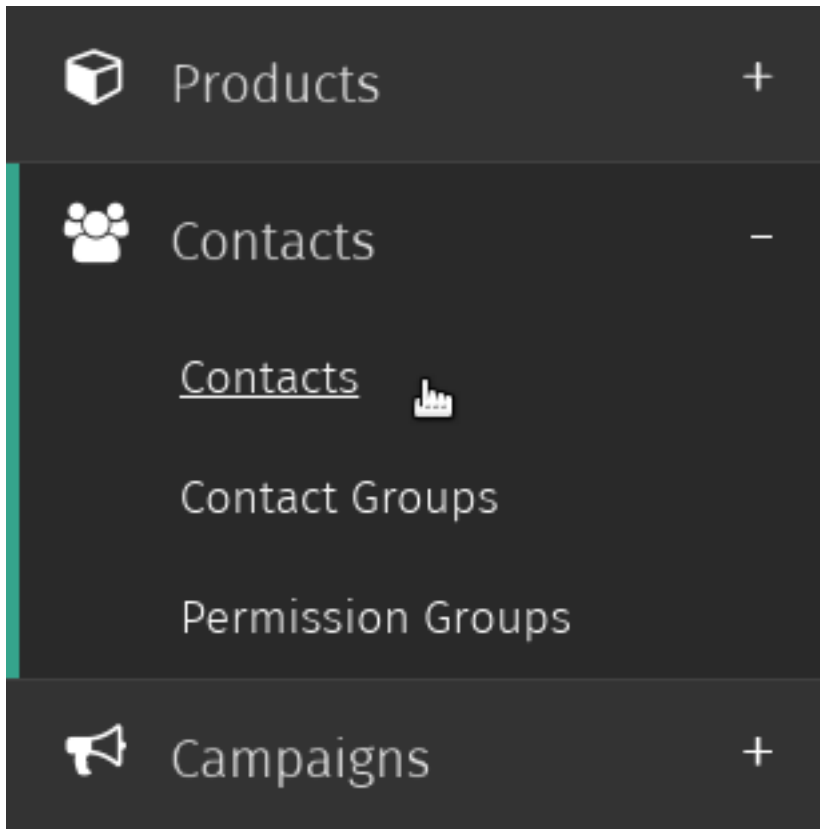 Products +
Contacts −
Contacts
Contact Groups
Permission Groups
Campaigns +